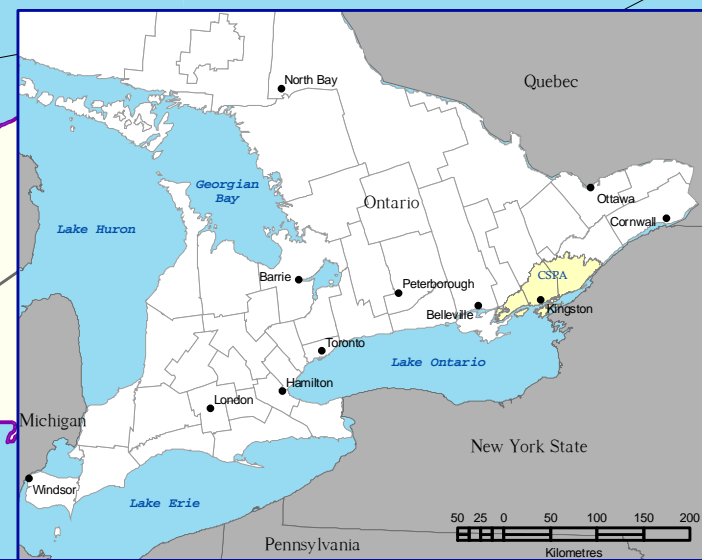 North Bay
Quebec
Georgian
Bay
Ontario
Ottawa
Cornwall
Lake Huron
Barrie
CSPA
Peterborough
Belleville
Kingston
Toronto
Lake Ontario
Hamilton
London
Michigan
New York State
Windsor
Lake Erie
Pennsylvania
50 25 0 50 100 150 200
Kilometres